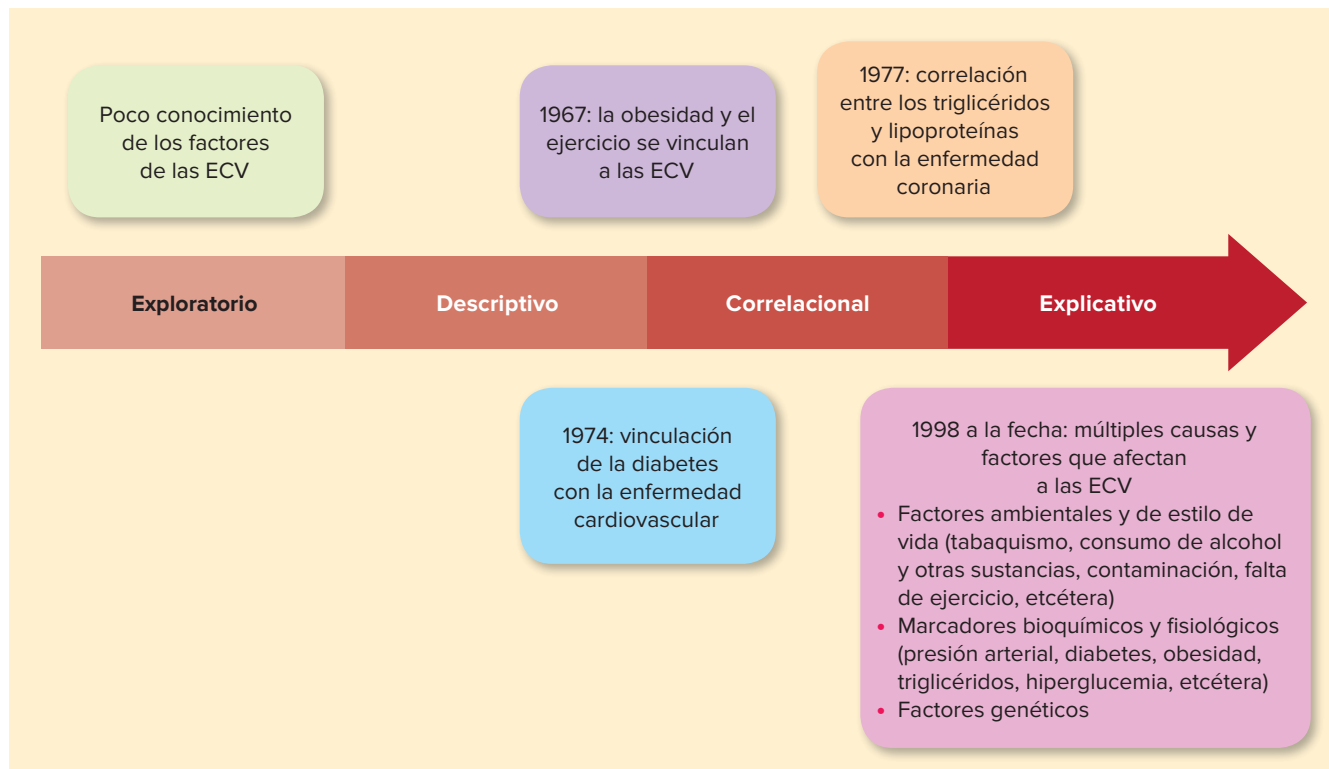 Poco conocimiento
de los factores
de las ECV
1967: la obesidad y el
ejercicio se vinculan
a las ECV
1977: correlación
entre los triglicéridos
y lipoproteínas
con la enfermedad
coronaria
Exploratorio
Descriptivo
Correlacional
Explicativo
1974: vinculación
de la diabetes
con la enfermedad
cardiovascular
1998 a la fecha: múltiples causas y
factores que afectan
a las ECV
• Factores ambientales y de estilo de
vida (tabaquismo, consumo de alcohol
y otras sustancias, contaminación, falta
de ejercicio, etcétera)
• Marcadores bioquímicos y fisiológicos
(presión arterial, diabetes, obesidad,
triglicéridos, hiperglucemia, etcétera)
• Factores genéticos